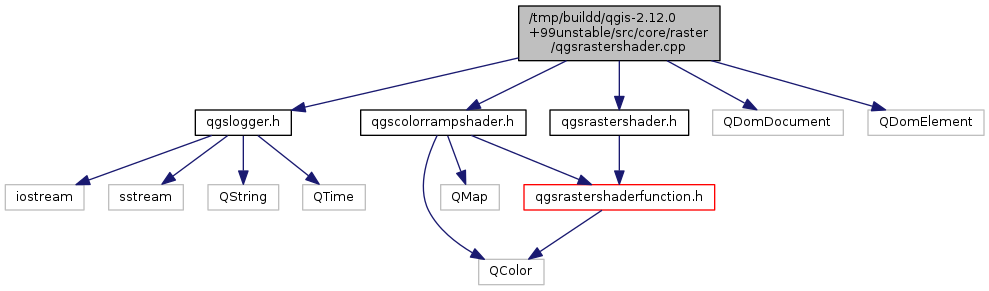 /tmp/buildd/qgis-2.12.0
+99unstable/src/core/raster
/qgsrastershader.cpp
qgslogger.h
qgscolorrampshader.h
qgsrastershader.h
QDomDocument
QDomElement
iostream
sstream
QString
QTime
QMap
qgsrastershaderfunction.h
QColor